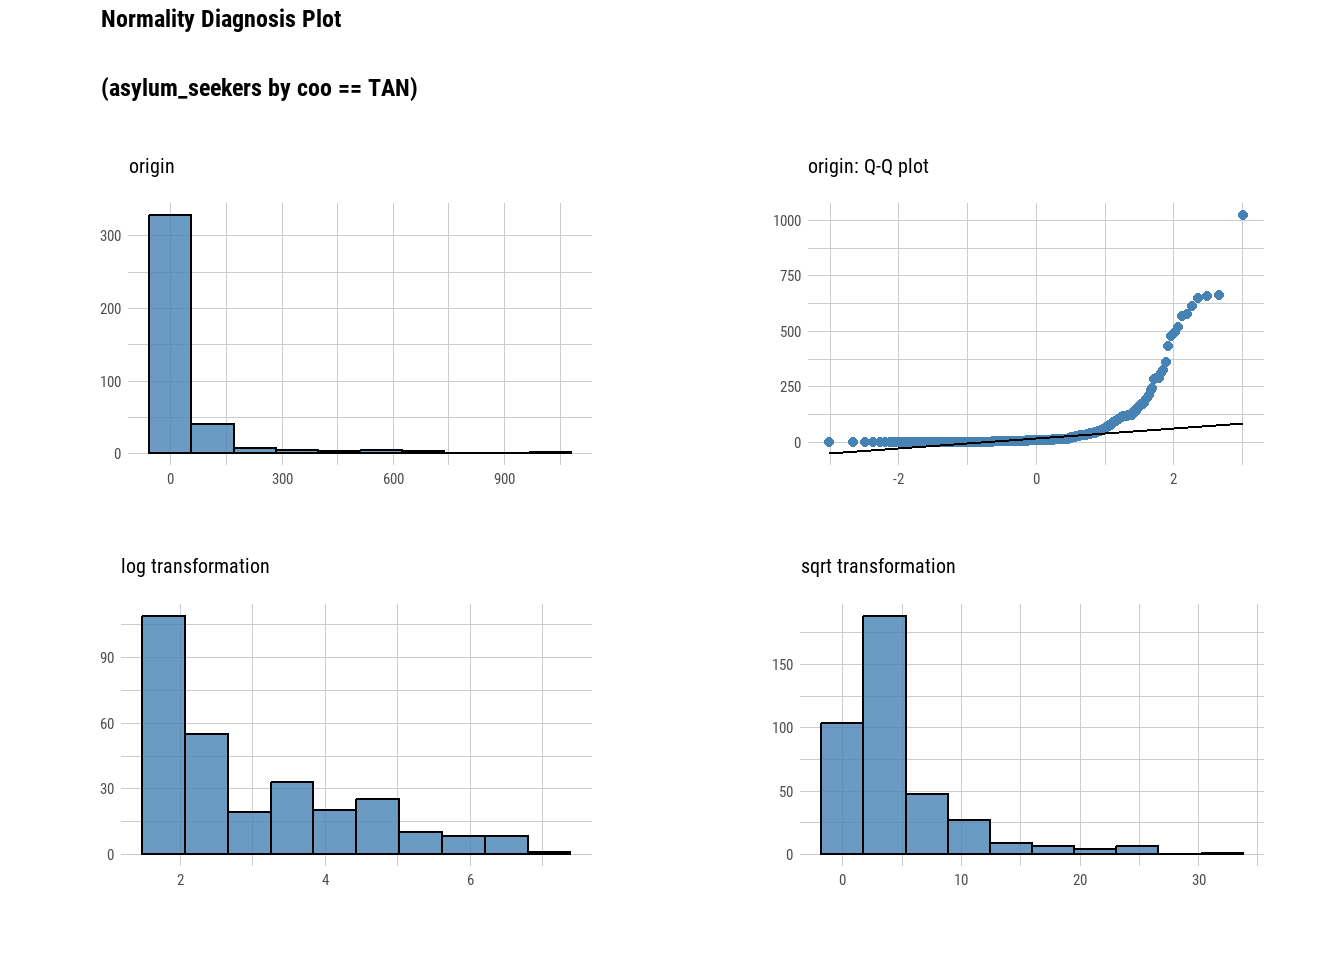 Normality Diagnosis Plot
(asylum_seekers by coo == TAN)
origin
300
200
100
0
0 300 600 900
origin: Q-Q plot
1000
750
500
250
0
-2 0 2
log transformation
90
60
30
0
2 4 6
sqrt transformation
150
100
50
0
0 10 20 30